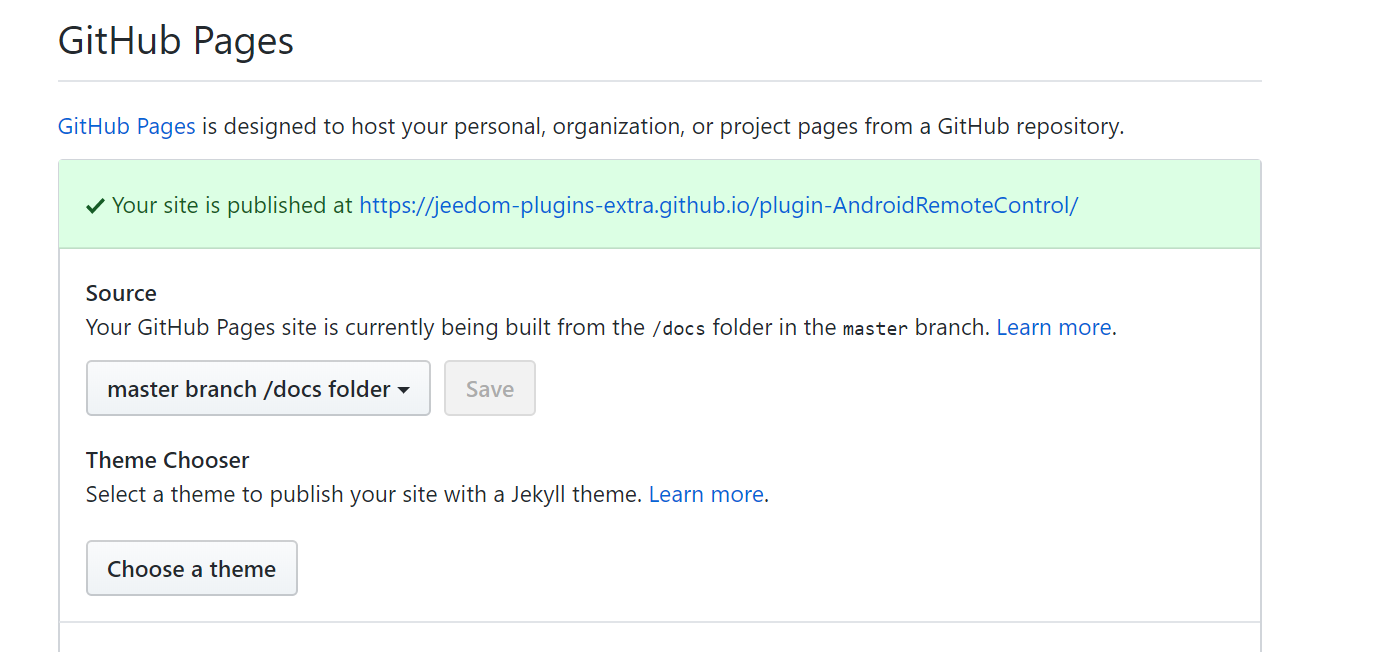 GitHub Pages
GitHub Pages is designed to host your personal, organization, or project pages from a GitHub repository.
Your site is published at https://jeedom-plugins-extra.github.io/plugin-AndroidRemoteControl/
Source
Your GitHub Pages site is currently being built from the /docs folder in the master branch. Learn more.
master branch /docs folder
Save
Theme Chooser
Select a theme to publish your site with a Jekyll theme. Learn more.
Choose a theme